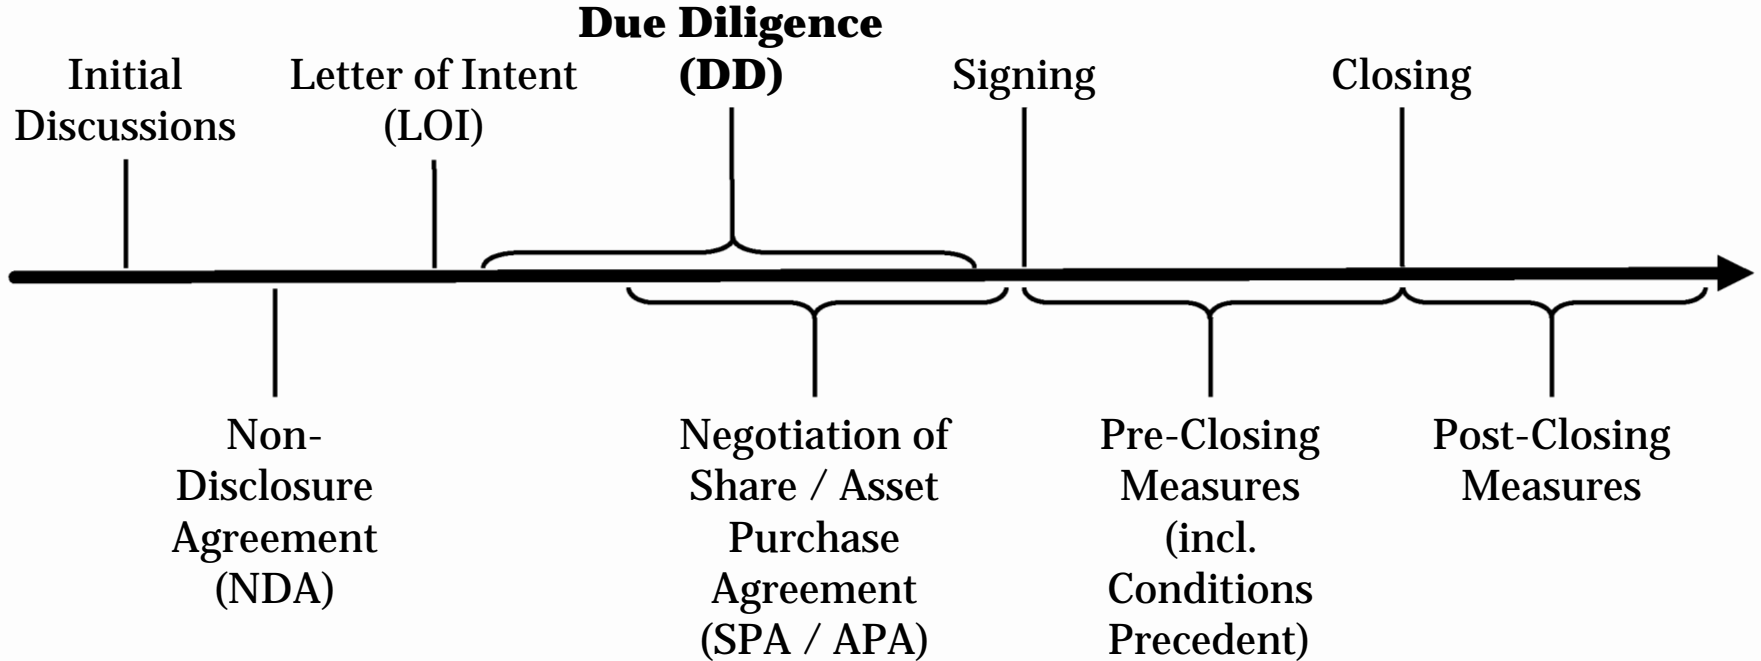 Due Diligence
(DD)
Initial
Discussions
Letter of Intent
(LOI)
Signing
Closing
Non-
Disclosure
Agreement
(NDA)
Negotiation of
Share / Asset
Purchase
Agreement
(SPA / APA)
Pre-Closing
Measures
(incl.
Conditions
Precedent)
Post-Closing
Measures